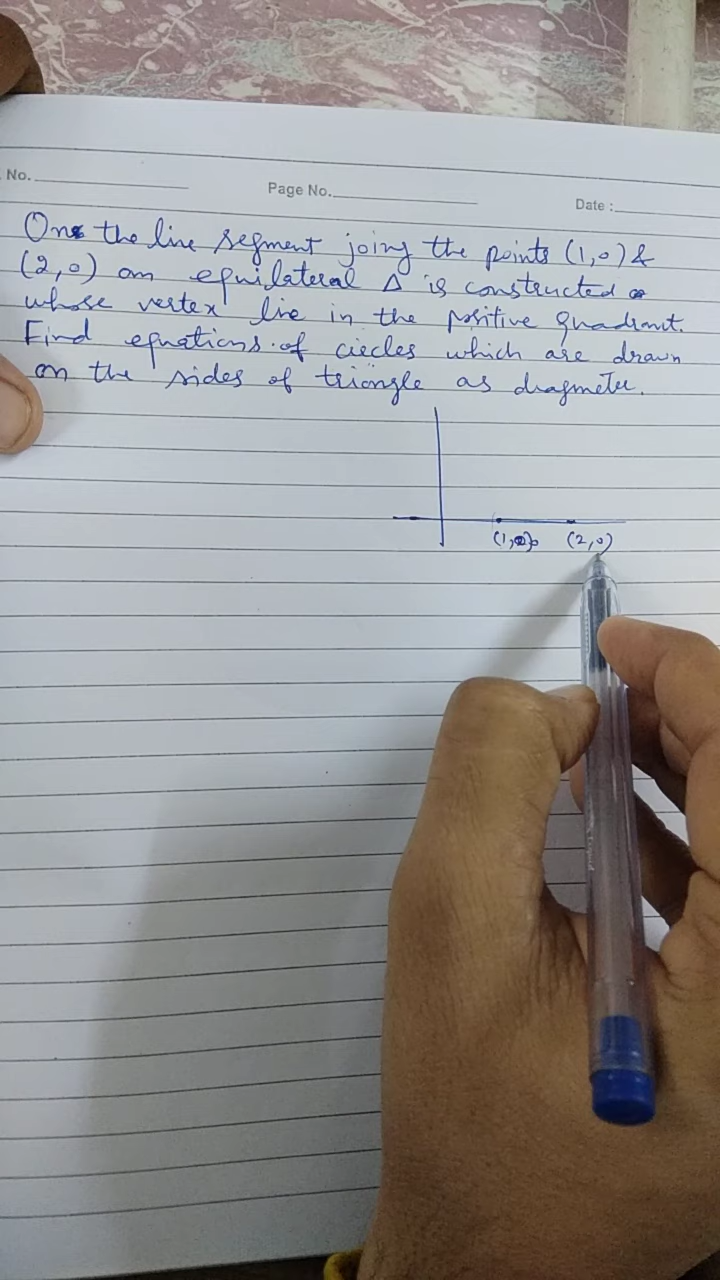 No.
Page No.
Date :
One the line segment joing the points (1,0) &
(2,0) an equilateral Δ is constructed
whose vertex lie in the positive quadrant.
Find equations of circles which are drawn
on the sides of triangle as diagmeter.
(1,0) (2,0)